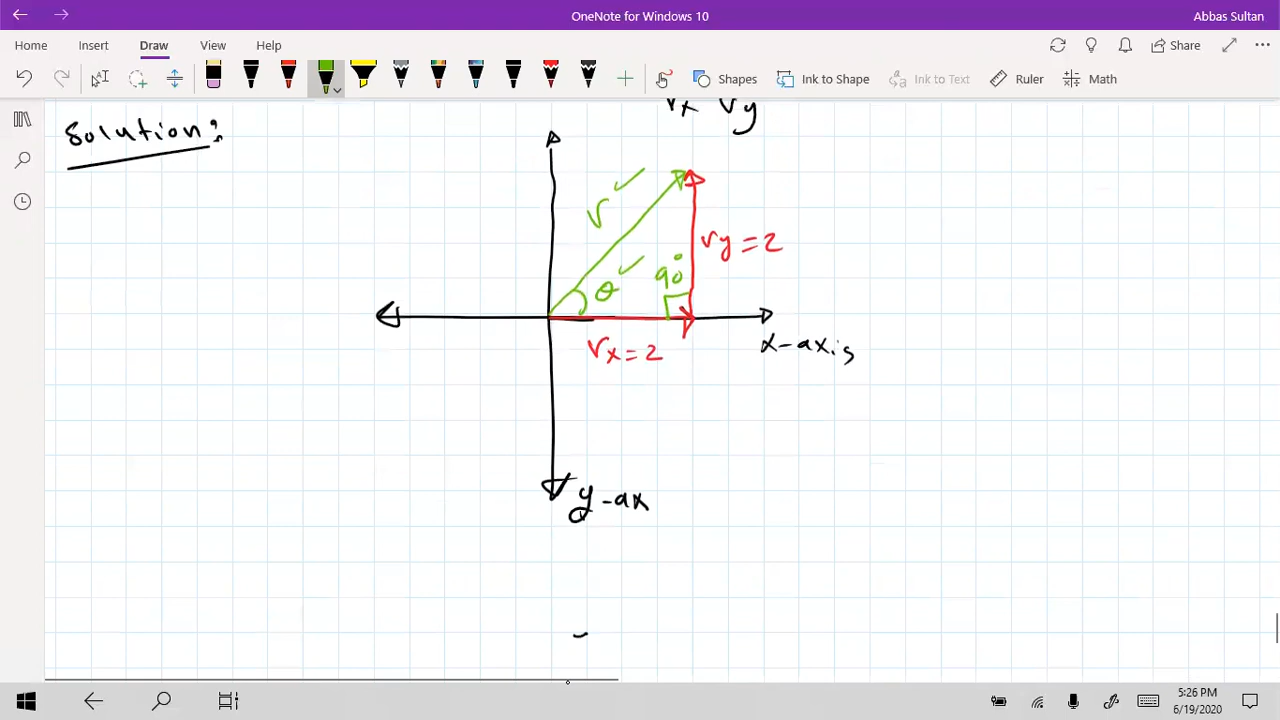 OneNote for Windows 10
Abbas Sultan
Home Insert Draw View Help
Share
Shapes Ink to Shape Ink to Text Ruler Math
Vx Vy
Solution:
V
Vy = 2
θ
90°
Vx = 2
x-axis
y-ax
5:26 PM
6/19/2020